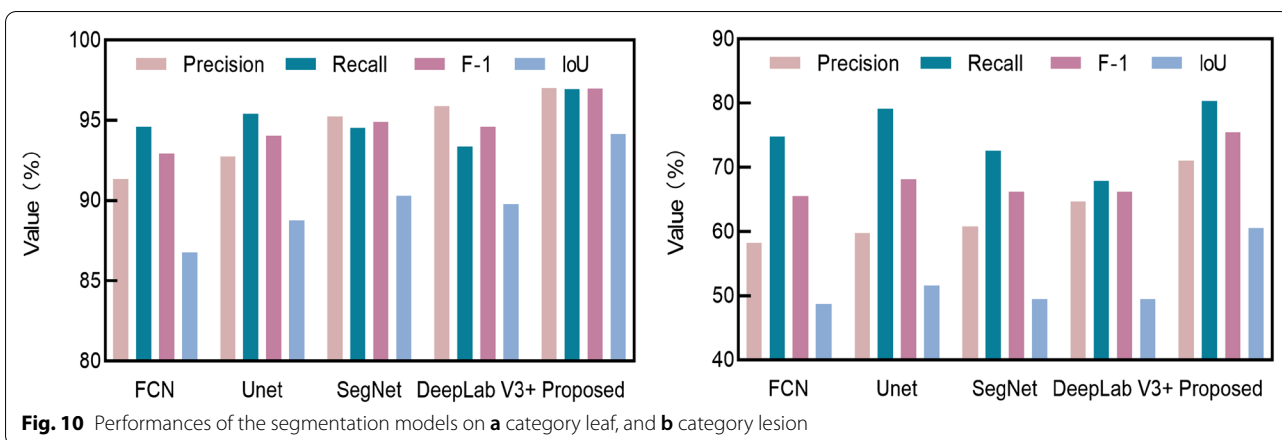 100
95
90
85
80
Value (%)
Precision Recall F-1 IoU
FCN Unet SegNet DeepLab V3+ Proposed
90
80
70
60
50
40
Value (%)
Precision Recall F-1 IoU
FCN Unet SegNet DeepLab V3+ Proposed
Fig. 10 Performances of the segmentation models on a category leaf, and b category lesion